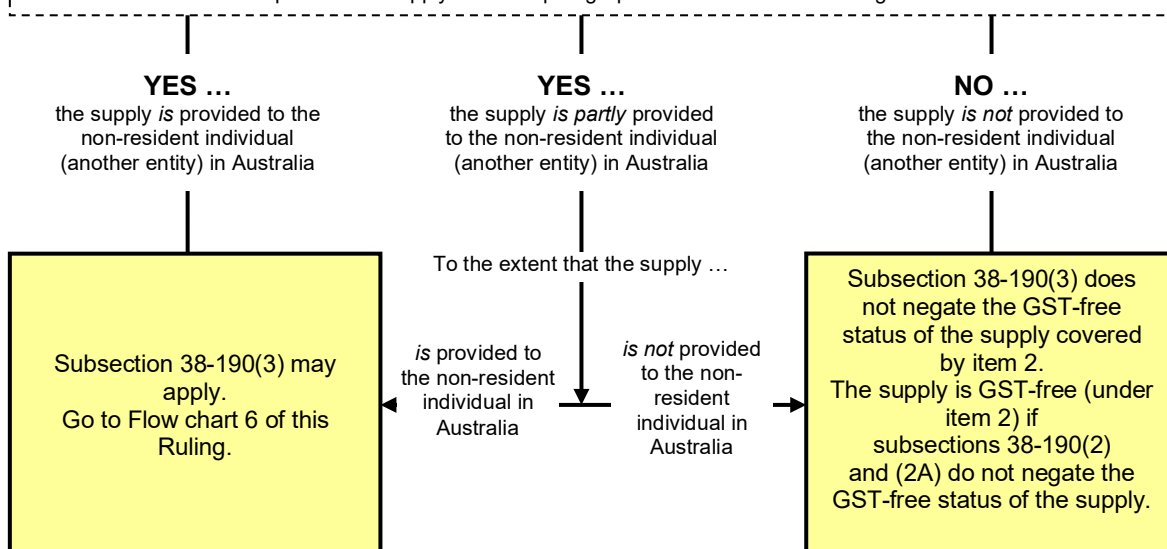 YES …
the supply is provided to the
non-resident individual
(another entity) in Australia
YES …
the supply is partly provided
to the non-resident individual
(another entity) in Australia
NO …
the supply is not provided to
the non-resident individual
(another entity) in Australia
To the extent that the supply …
Subsection 38-190(3) may
apply.
Go to Flow chart 6 of this
Ruling.
is provided to
the non-resident
individual in
Australia
is not provided
to the non-
resident
individual in
Australia
Subsection 38-190(3) does
not negate the GST-free
status of the supply covered
by item 2.
The supply is GST-free (under
item 2) if
subsections 38-190(2)
and (2A) do not negate the
GST-free status of the supply.